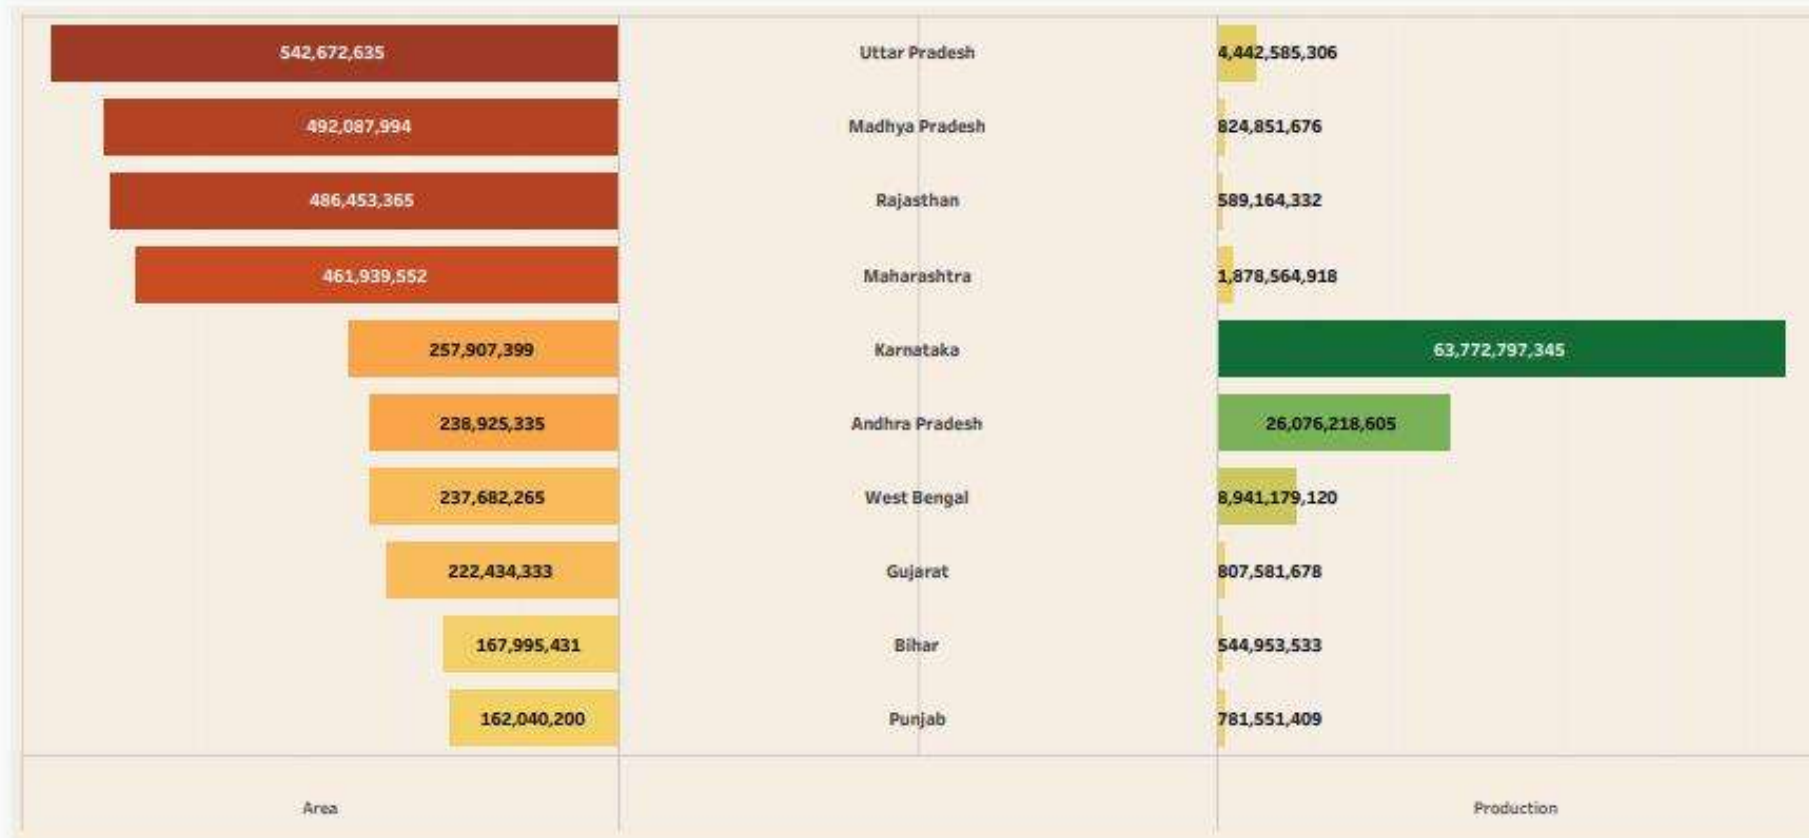 542,672,635 Uttar Pradesh 4,442,585,306
492,087,994 Madhya Pradesh 824,851,676
486,453,365 Rajasthan 589,164,332
461,939,552 Maharashtra 1,878,564,918
257,907,399 Karnataka 63,772,797,345
238,925,335 Andhra Pradesh 26,076,218,605
237,682,265 West Bengal 8,941,179,120
222,434,333 Gujarat 807,581,678
167,995,431 Bihar 544,953,533
162,040,200 Punjab 781,551,409
Area Production